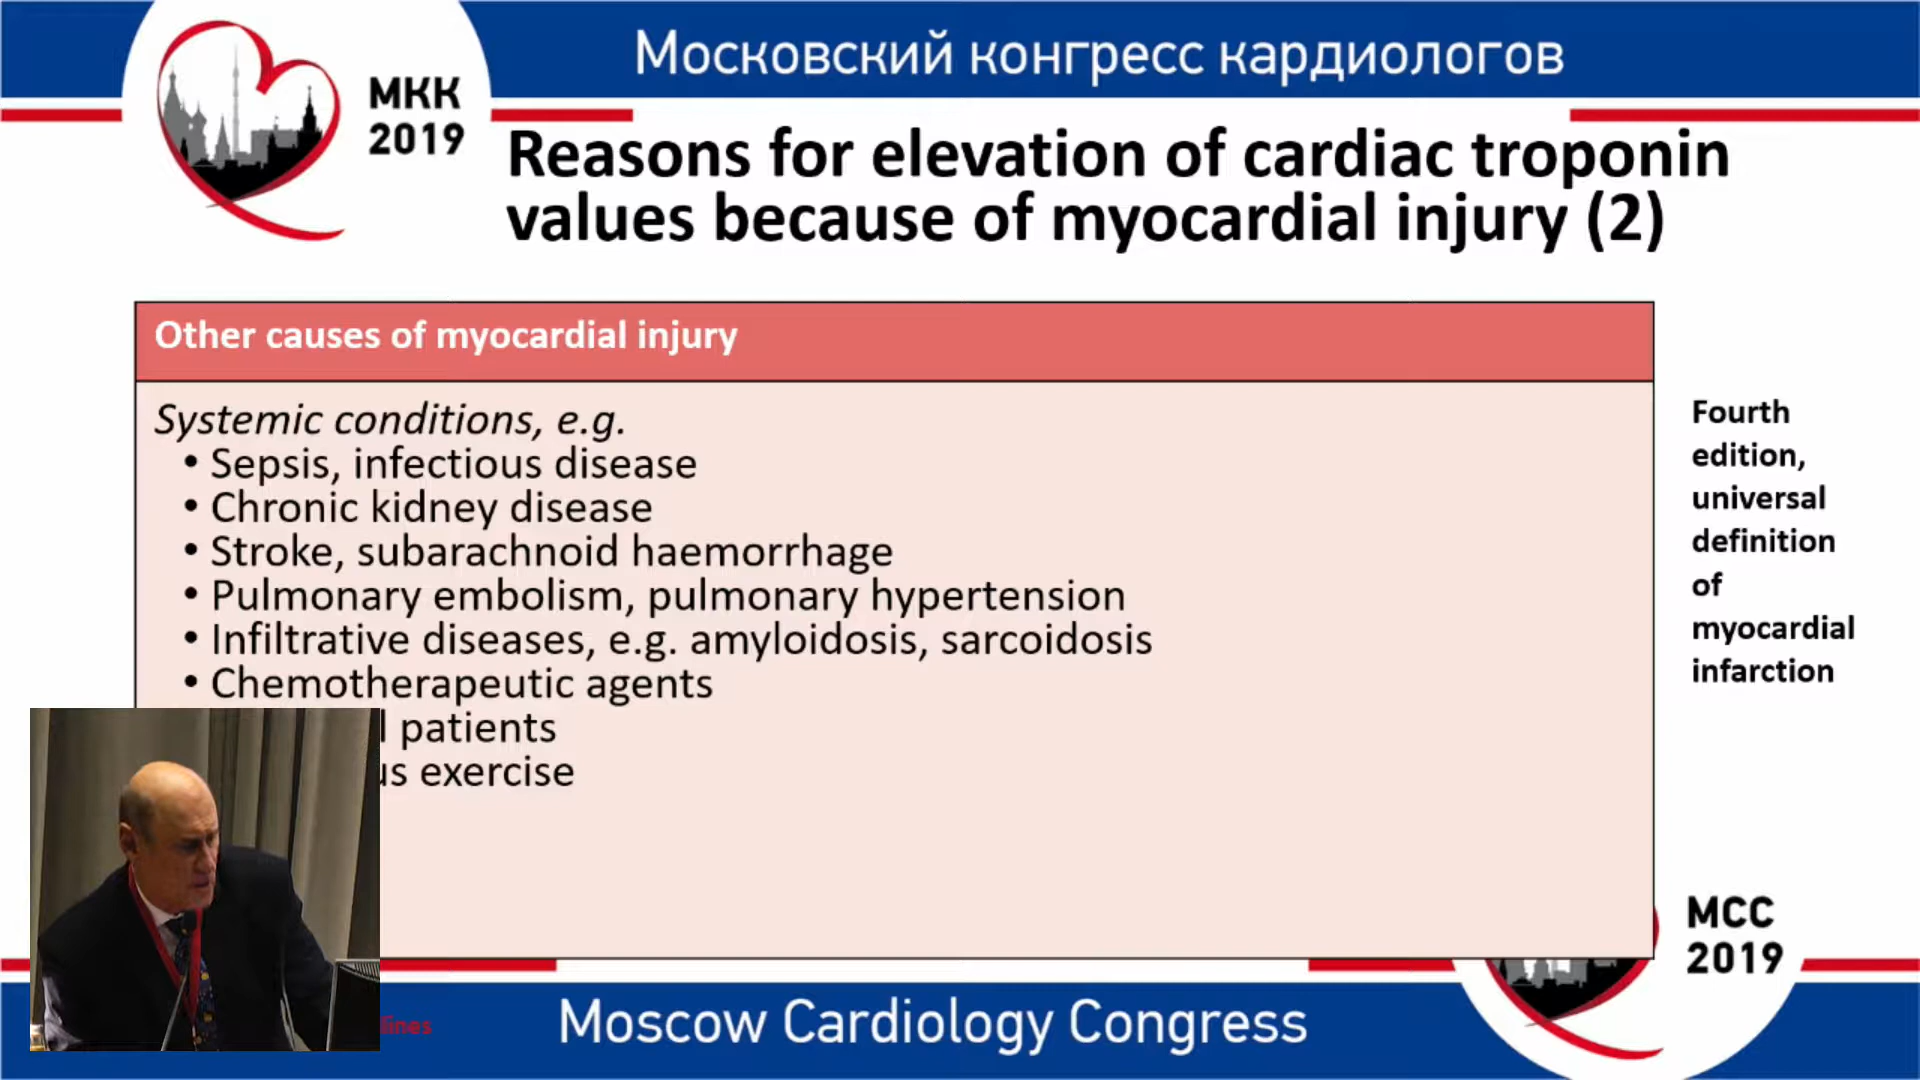 Московский конгресс кардиологов
МКК
2019
Reasons for elevation of cardiac troponin
values because of myocardial injury (2)
Other causes of myocardial injury
Systemic conditions, e.g.
• Sepsis, infectious disease
• Chronic kidney disease
• Stroke, subarachnoid haemorrhage
• Pulmonary embolism, pulmonary hypertension
• Infiltrative diseases, e.g. amyloidosis, sarcoidosis
• Chemotherapeutic agents
patients
exercise
Fourth
edition,
universal
definition
of
myocardial
infarction
MCC
2019
Moscow Cardiology Congress